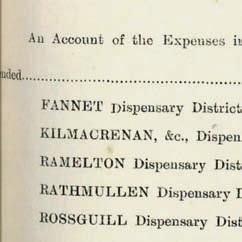 An Account of the Expenses in
nded....................................
FANNET Dispensary District
KILMACRENAN, &c., Dispen
RAMELTON Dispensary Dist
RATHMULLEN Dispensary D
ROSSGUILL Dispensary Dist